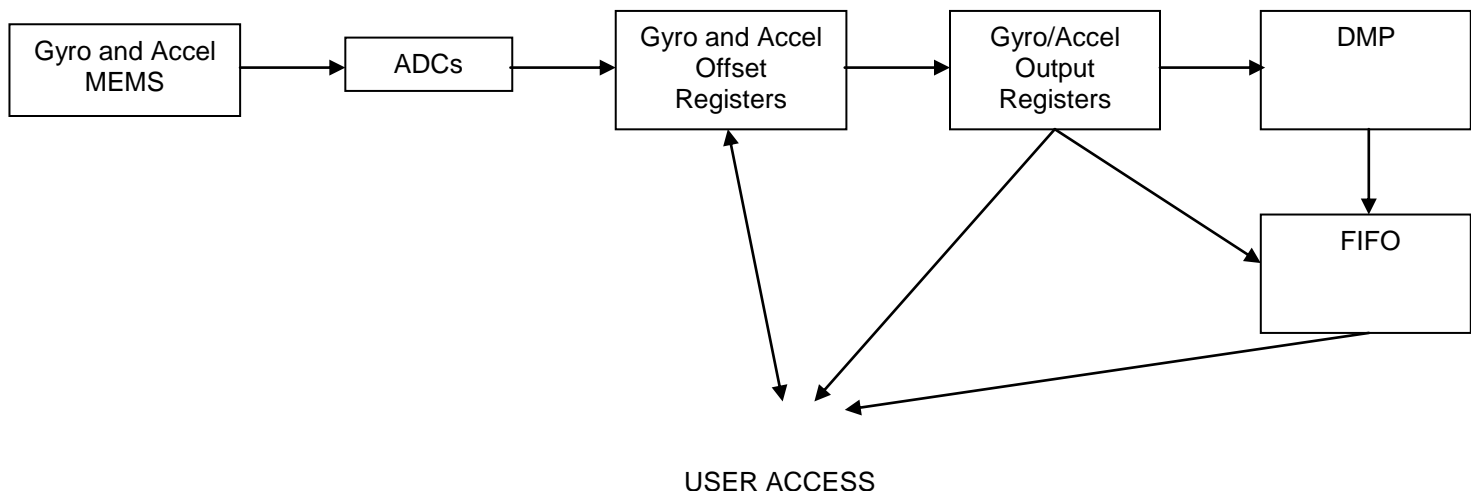 Gyro and Accel
MEMS
ADCs
Gyro and Accel
Offset
Registers
Gyro/Accel
Output
Registers
DMP
FIFO
USER ACCESS